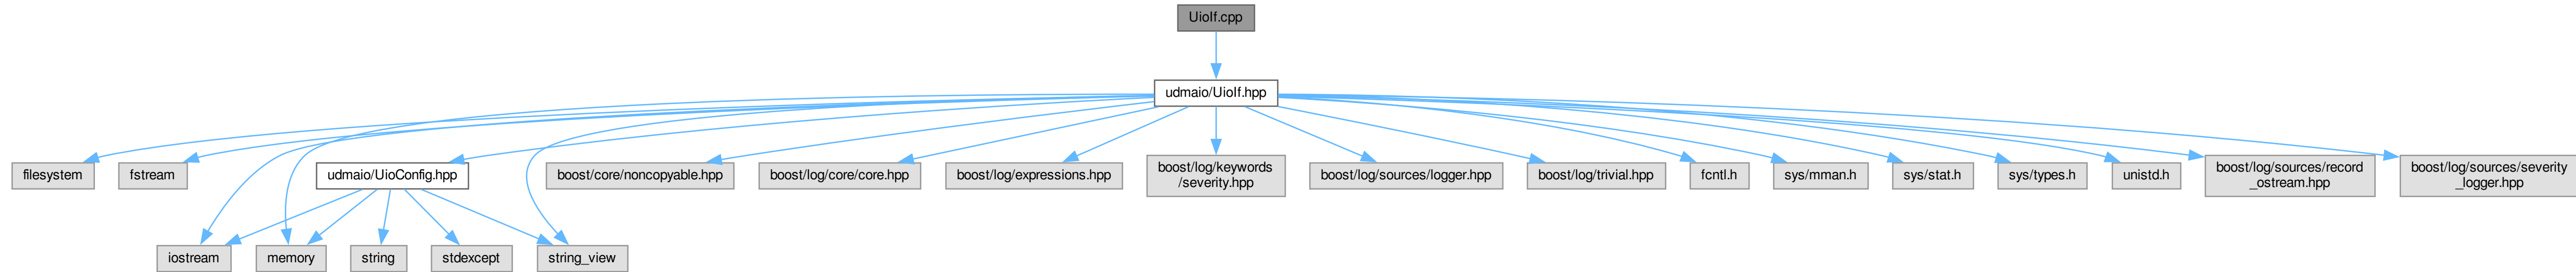 UioIf.cpp
udmaio/UioIf.hpp
filesystem
fstream
udmaio/UioConfig.hpp
boost/core/noncopyable.hpp
boost/log/core/core.hpp
boost/log/expressions.hpp
boost/log/keywords
/severity.hpp
boost/log/sources/logger.hpp
boost/log/trivial.hpp
fcntl.h
sys/mman.h
sys/stat.h
sys/types.h
unistd.h
boost/log/sources/record
_ostream.hpp
boost/log/sources/severity
_logger.hpp
iostream
memory
string
stdexcept
string_view